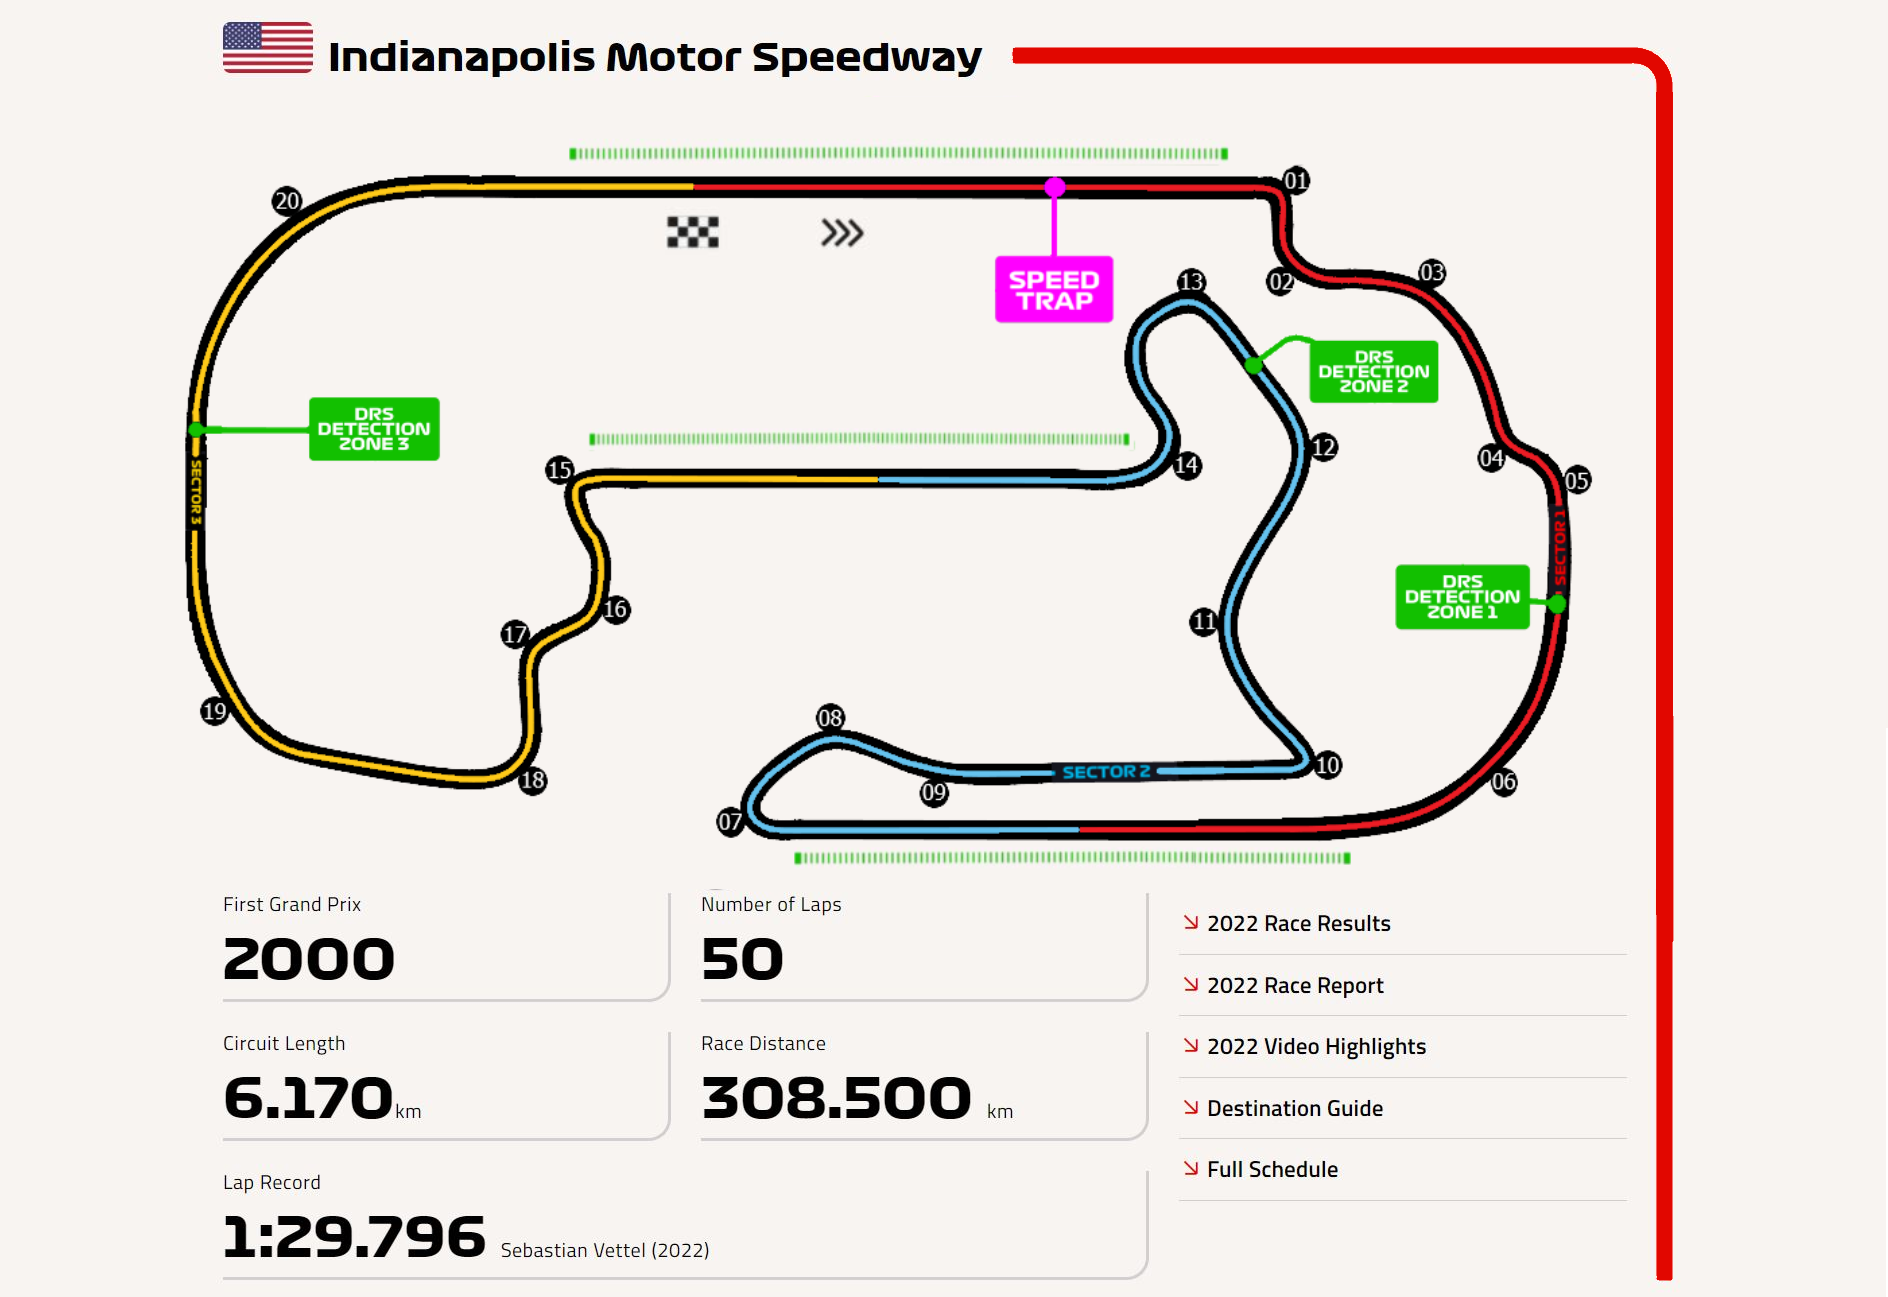 Indianapolis Motor Speedway
20
01
SPEED
TRAP
13
02
03
DRS
DETECTION
ZONE 2
DRS
DETECTION
ZONE 3
12
15
14
04
05
SECTOR 3
SECTOR 1
DRS
DETECTION
ZONE 1
16
11
17
19
08
18
SECTOR 2
10
09
06
07
First Grand Prix
2000
Number of Laps
50
Circuit Length
6.170 km
Race Distance
308.500 km
Lap Record
1:29.796 Sebastian Vettel (2022)
2022 Race Results
2022 Race Report
2022 Video Highlights
Destination Guide
Full Schedule